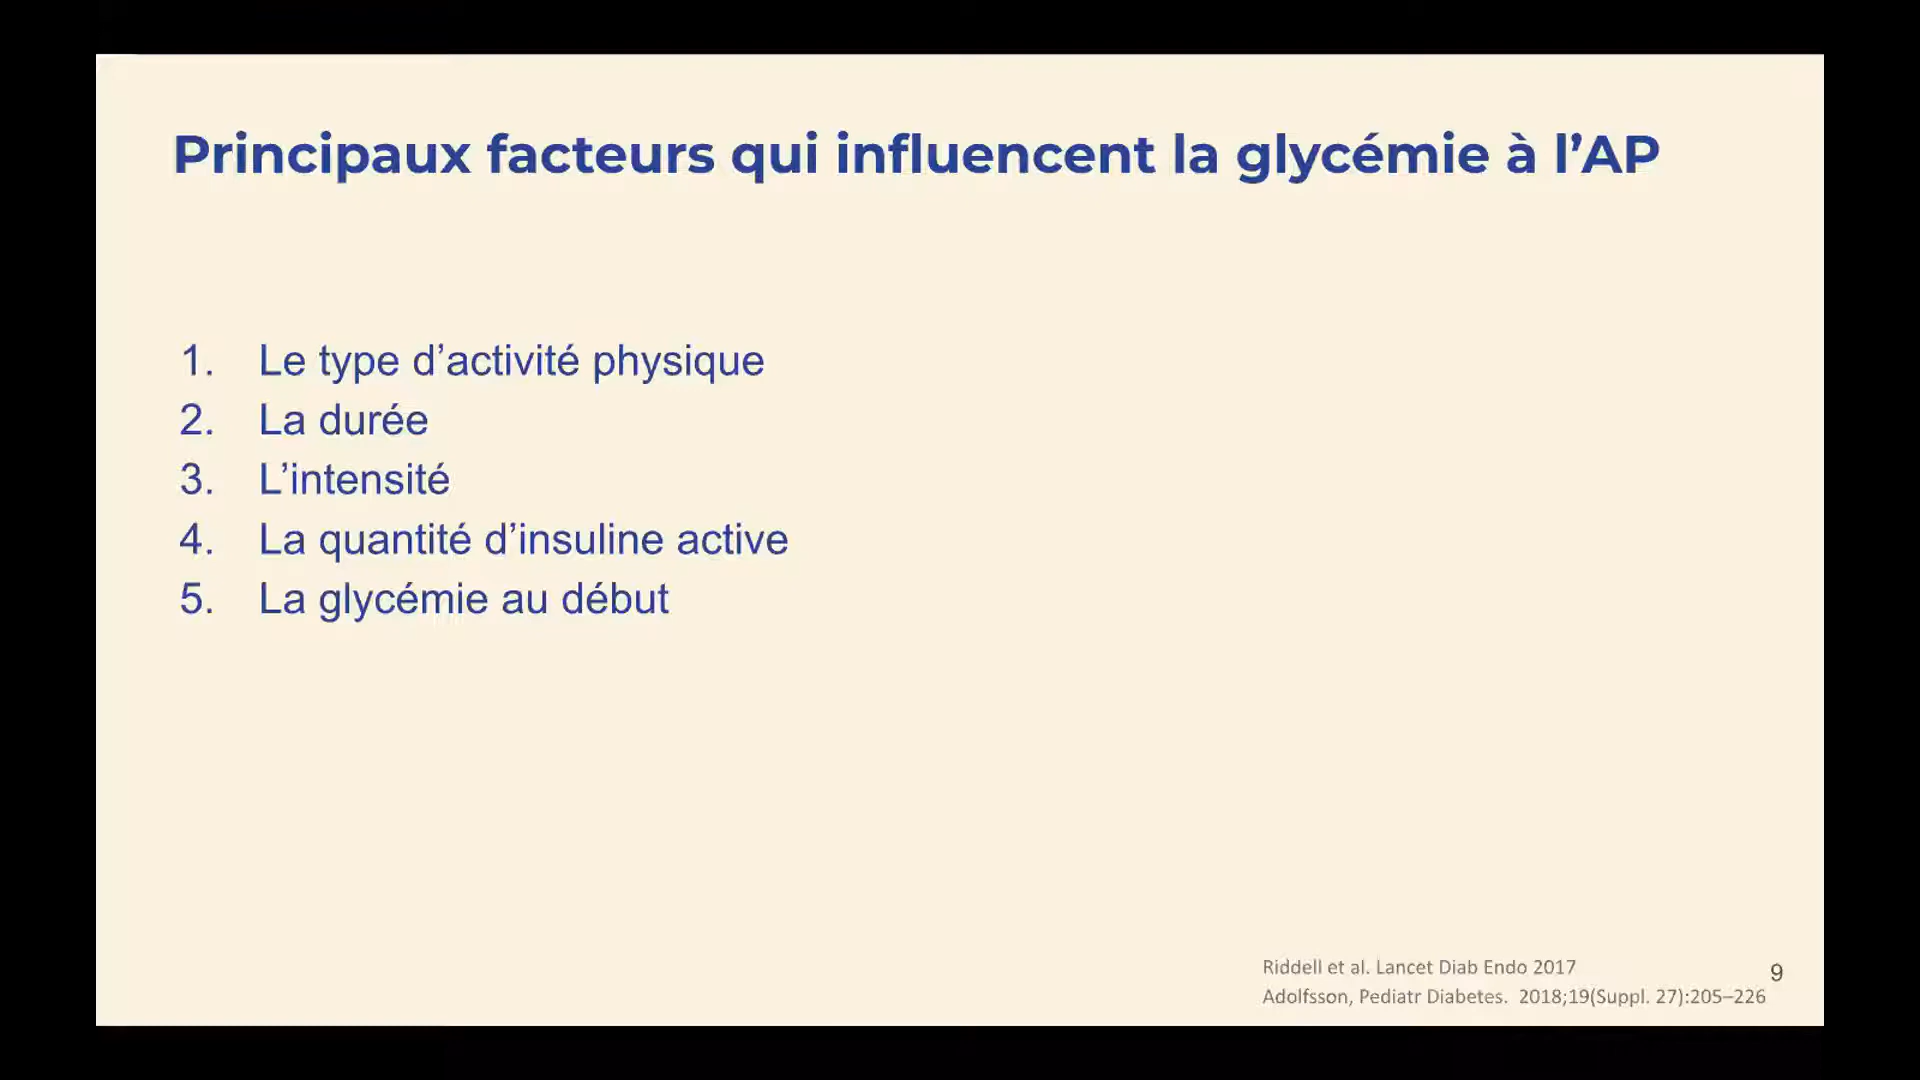 Principaux facteurs qui influencent la glycémie à l’AP
1. Le type d’activité physique
2. La durée
3. L’intensité
4. La quantité d’insuline active
5. La glycémie au début
Riddell et al. Lancet Diab Endo 2017
Adolfsson, Pediatr Diabetes. 2018;19(Suppl. 27):205–226
9